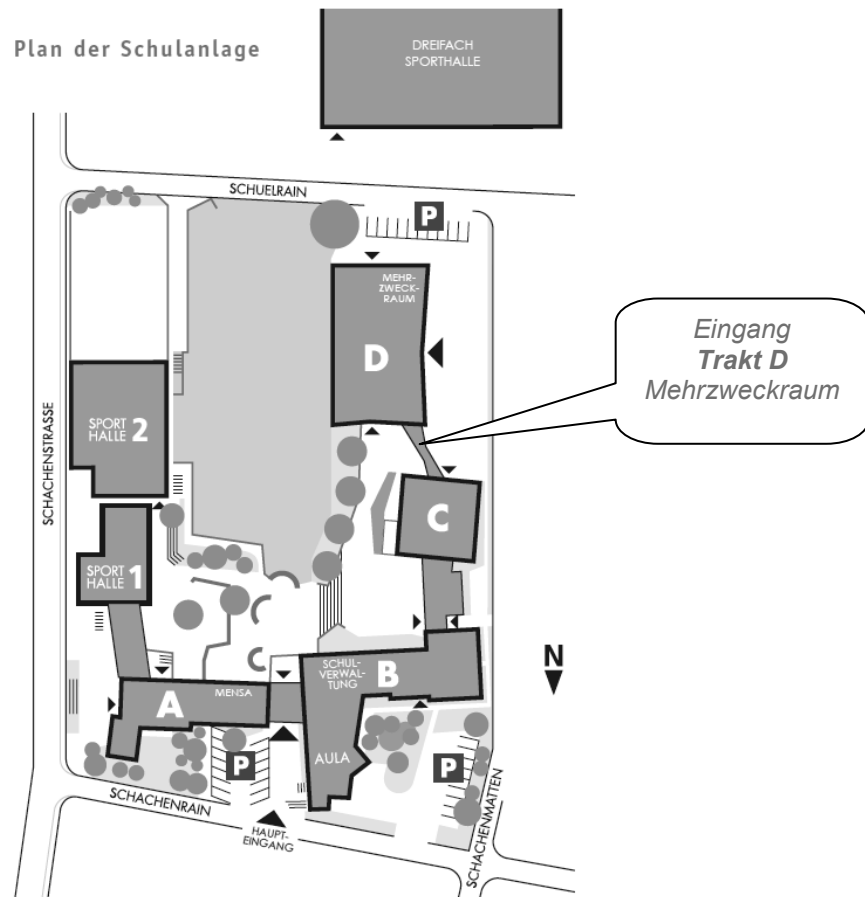 Plan der Schulanlage
DREIFACH
SPORTHALLE
SCHUELRAIN
P
MEHR-
ZWECK-
RAUM
D
Eingang
Trakt D
Mehrzweckraum
SPORT
HALLE 2
SCHACHENSTRASSE
C
SPORT
HALLE 1
N
SCHUL-
VERWAL-
TUNG
B
A
MENSA
AULA
P
P
SCHACHENRAIN
HAUPT-
EINGANG
SCHACHENMATTEN